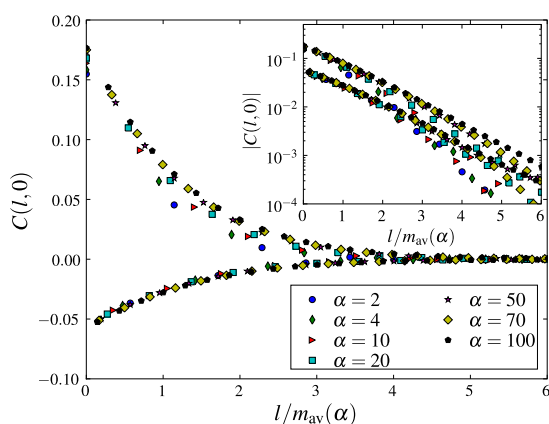 0.20
0.15
0.10
0.05
0.00
−0.05
−0.10
C(l,0)
0 1 2 3 4 5 6
l/m_av(α)
10⁻¹
10⁻²
10⁻³
10⁻⁴
|C(l,0)|
0 1 2 3 4 5 6
l/m_av(α)
α = 2 α = 50
α = 4 α = 70
α = 10 α = 100
α = 20